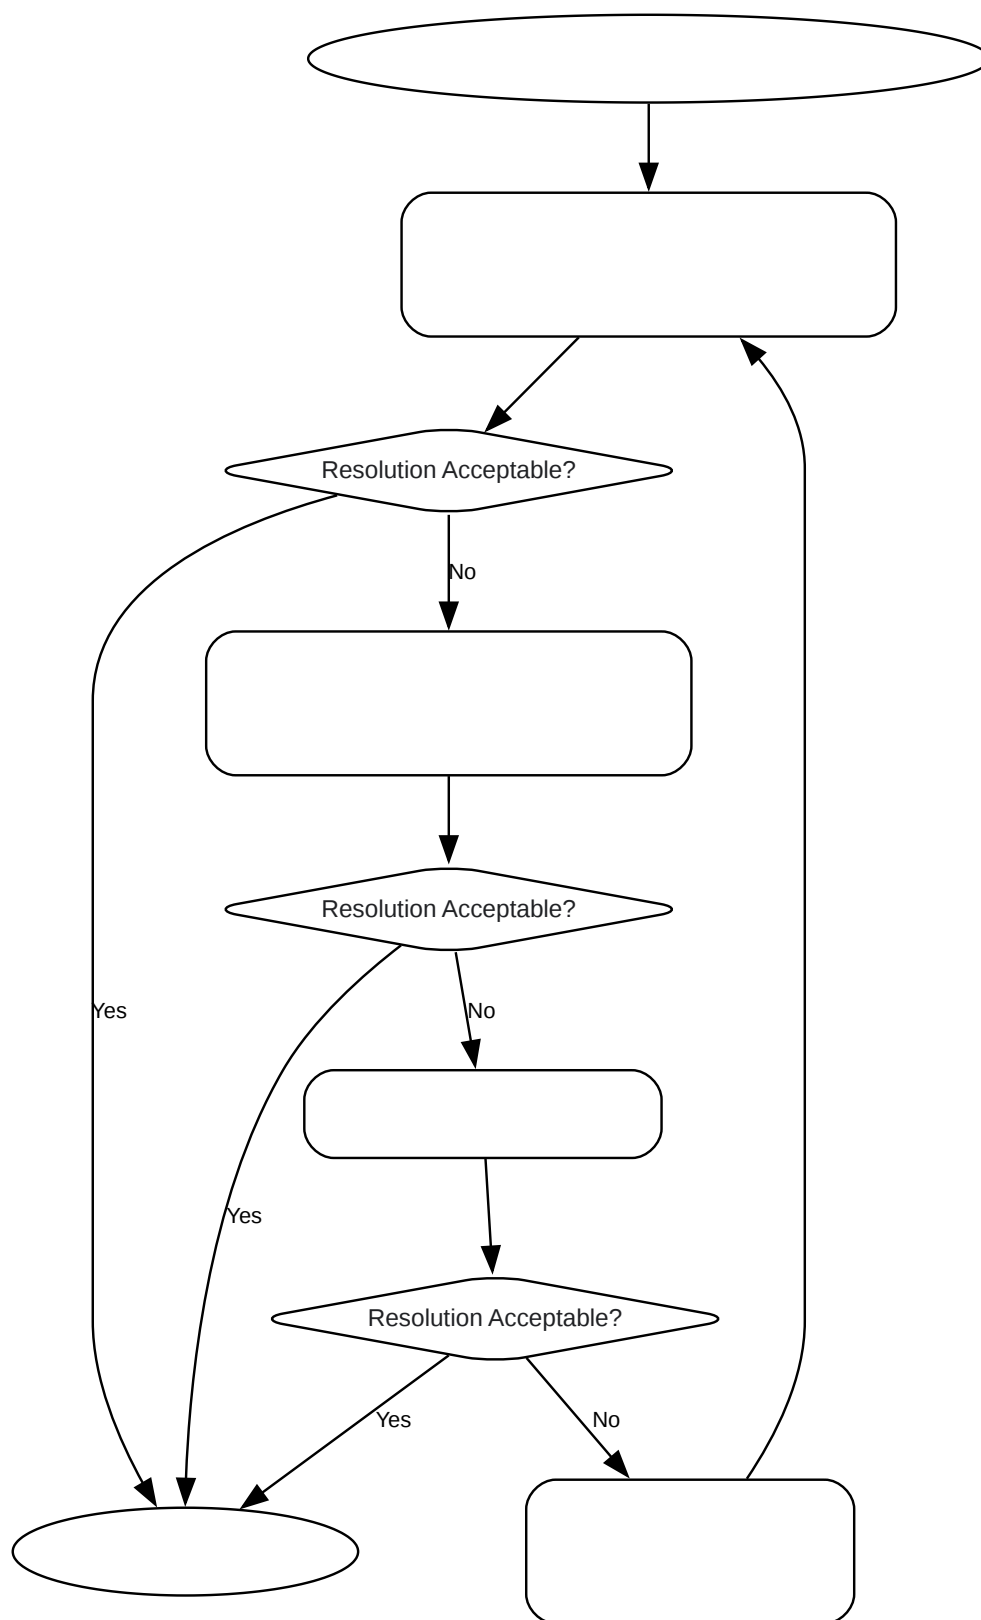 Resolution Acceptable?
No
Resolution Acceptable?
Yes
No
Yes
Resolution Acceptable?
Yes
No